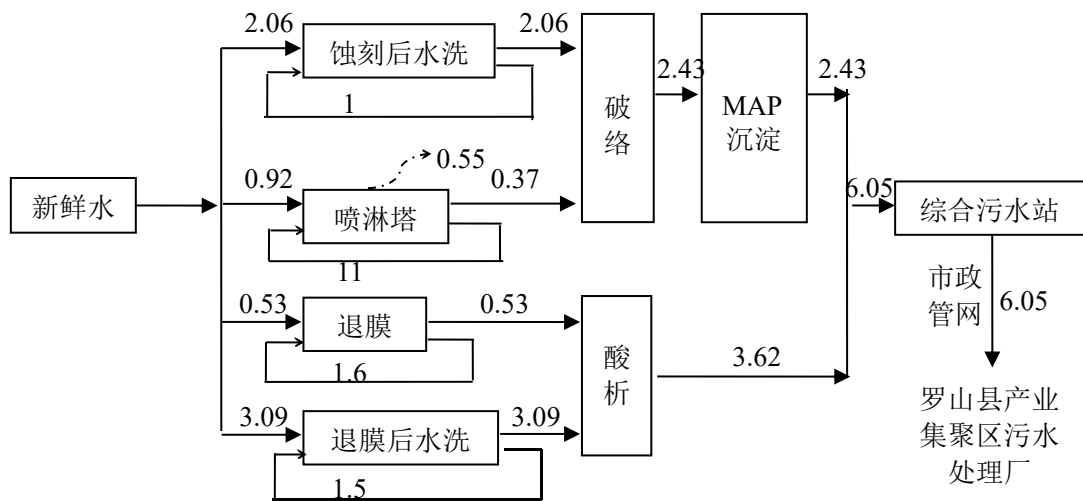 2.06
蚀刻后水洗
2.06
1
破
络
2.43
MAP
沉淀
2.43
新鲜水
0.92
喷淋塔
0.55
0.37
11
6.05
综合污水站
市政
管网
6.05
罗山县产业
集聚区污水
处理厂
0.53
退膜
0.53
1.6
酸
析
3.62
3.09
退膜后水洗
3.09
1.5